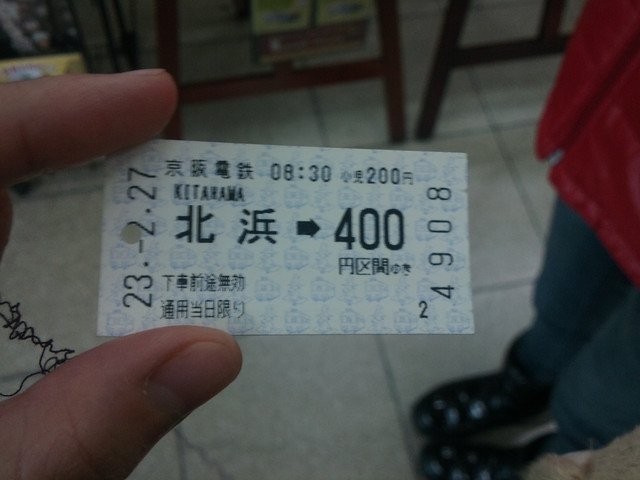 京阪電鉄 08:30 小児200円
KITAHAMA
北浜➡400
円区間ゆき
下車前途無効
通用当日限り
2
23.-2.27
4908